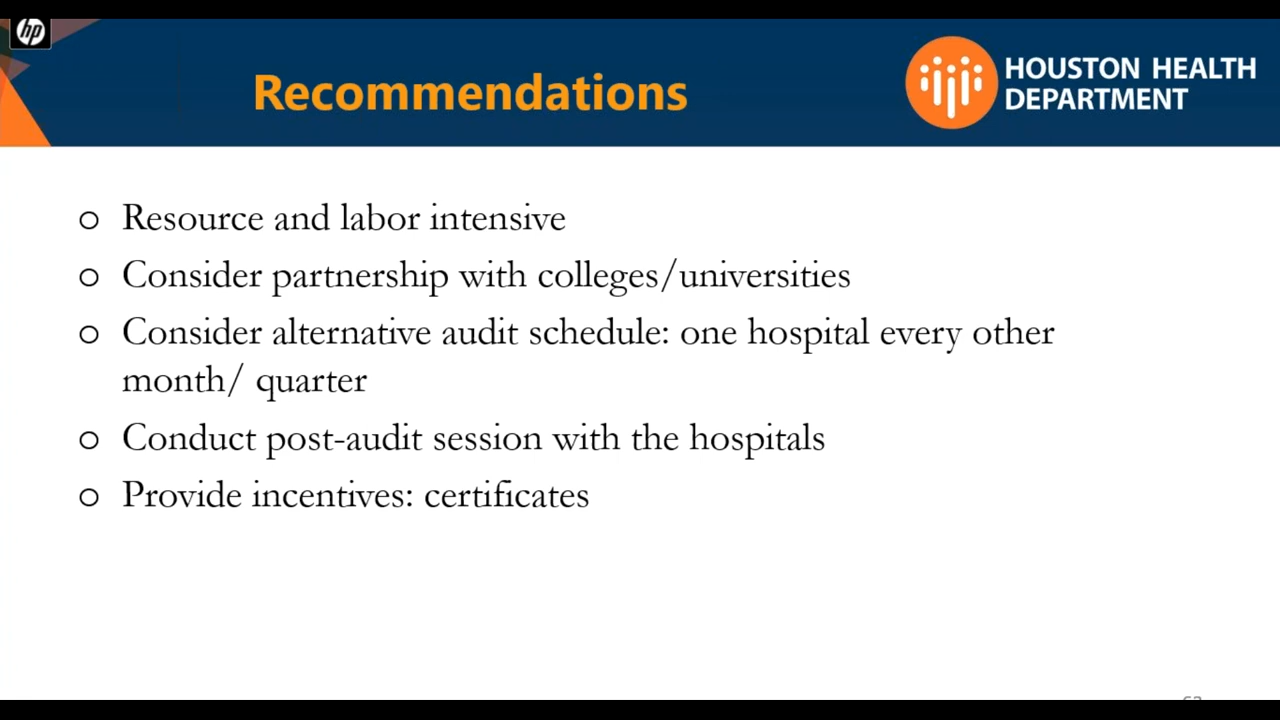 hp
Recommendations
HOUSTON HEALTH
DEPARTMENT
Resource and labor intensive
Consider partnership with colleges/universities
Consider alternative audit schedule: one hospital every other
month/ quarter
Conduct post-audit session with the hospitals
Provide incentives: certificates